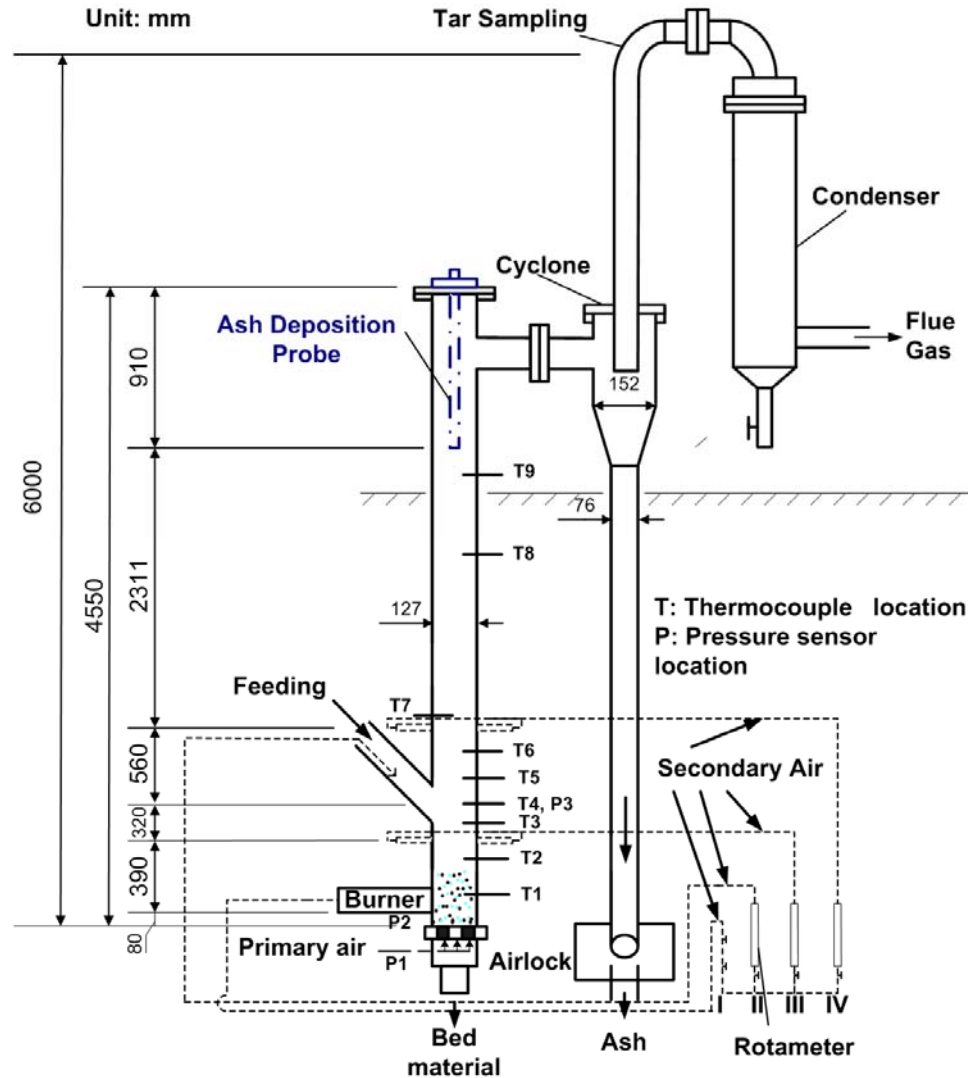 Unit: mm
Tar Sampling
Condenser
Cyclone
Ash Deposition
Probe
Flue
Gas
910
152
6000
T9
76
4550
2311
T8
127
T: Thermocouple location
P: Pressure sensor
location
Feeding
T7
560
T6
T5
Secondary Air
T4, P3
320
T3
T2
390
Burner
T1
P2
80
Primary air
P1
Airlock
I
II
III
IV
Bed
material
Ash
Rotameter